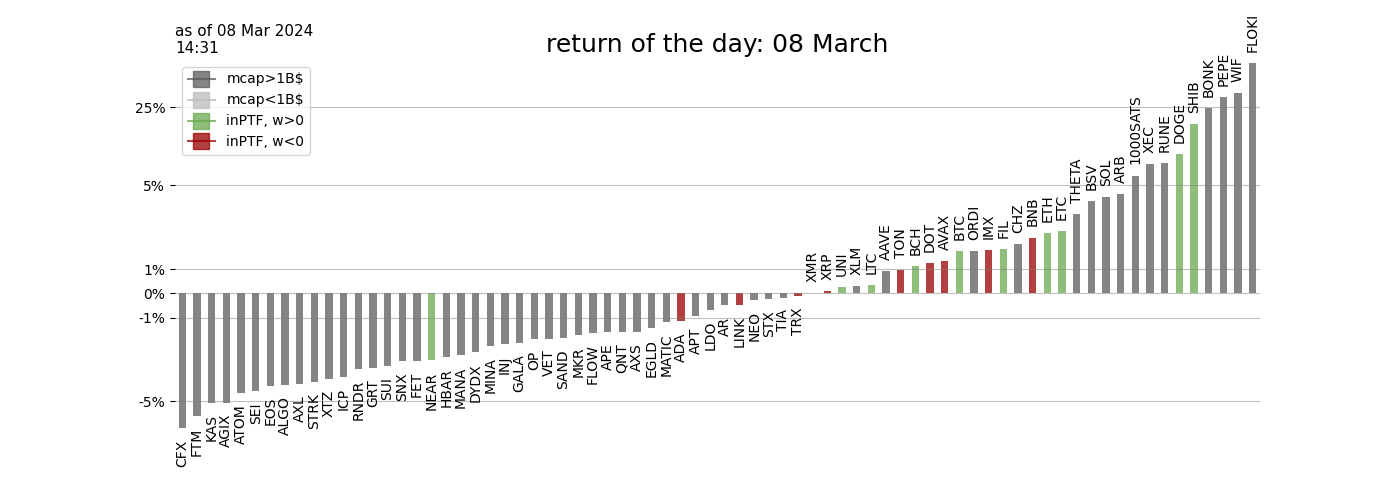 as of 08 Mar 2024
14:31
return of the day: 08 March
mcap>1B$
mcap<1B$
inPTF, w>0
inPTF, w<0
25%
5%
1%
0%
-1%
-5%
CFX
FTM
KAS
AGIX
ATOM
SEI
EOS
ALGO
AXL
STRK
XTZ
ICP
RNDR
GRT
SUI
SNX
FET
NEAR
HBAR
MANA
DYDX
MINA
INJ
GALA
OP
VET
SAND
MKR
FLOW
APE
QNT
AXS
EGLD
MATIC
ADA
APT
LDO
AR
LINK
NEO
STX
TIA
TRX
XMR
XRP
UNI
XLM
LTC
AAVE
TON
BCH
DOT
AVAX
BTC
ORDI
IMX
FIL
CHZ
BNB
ETH
ETC
THETA
BSV
SOL
ARB
1000SATS
XEC
RUNE
DOGE
SHIB
BONK
PEPE
WIF
FLOKI